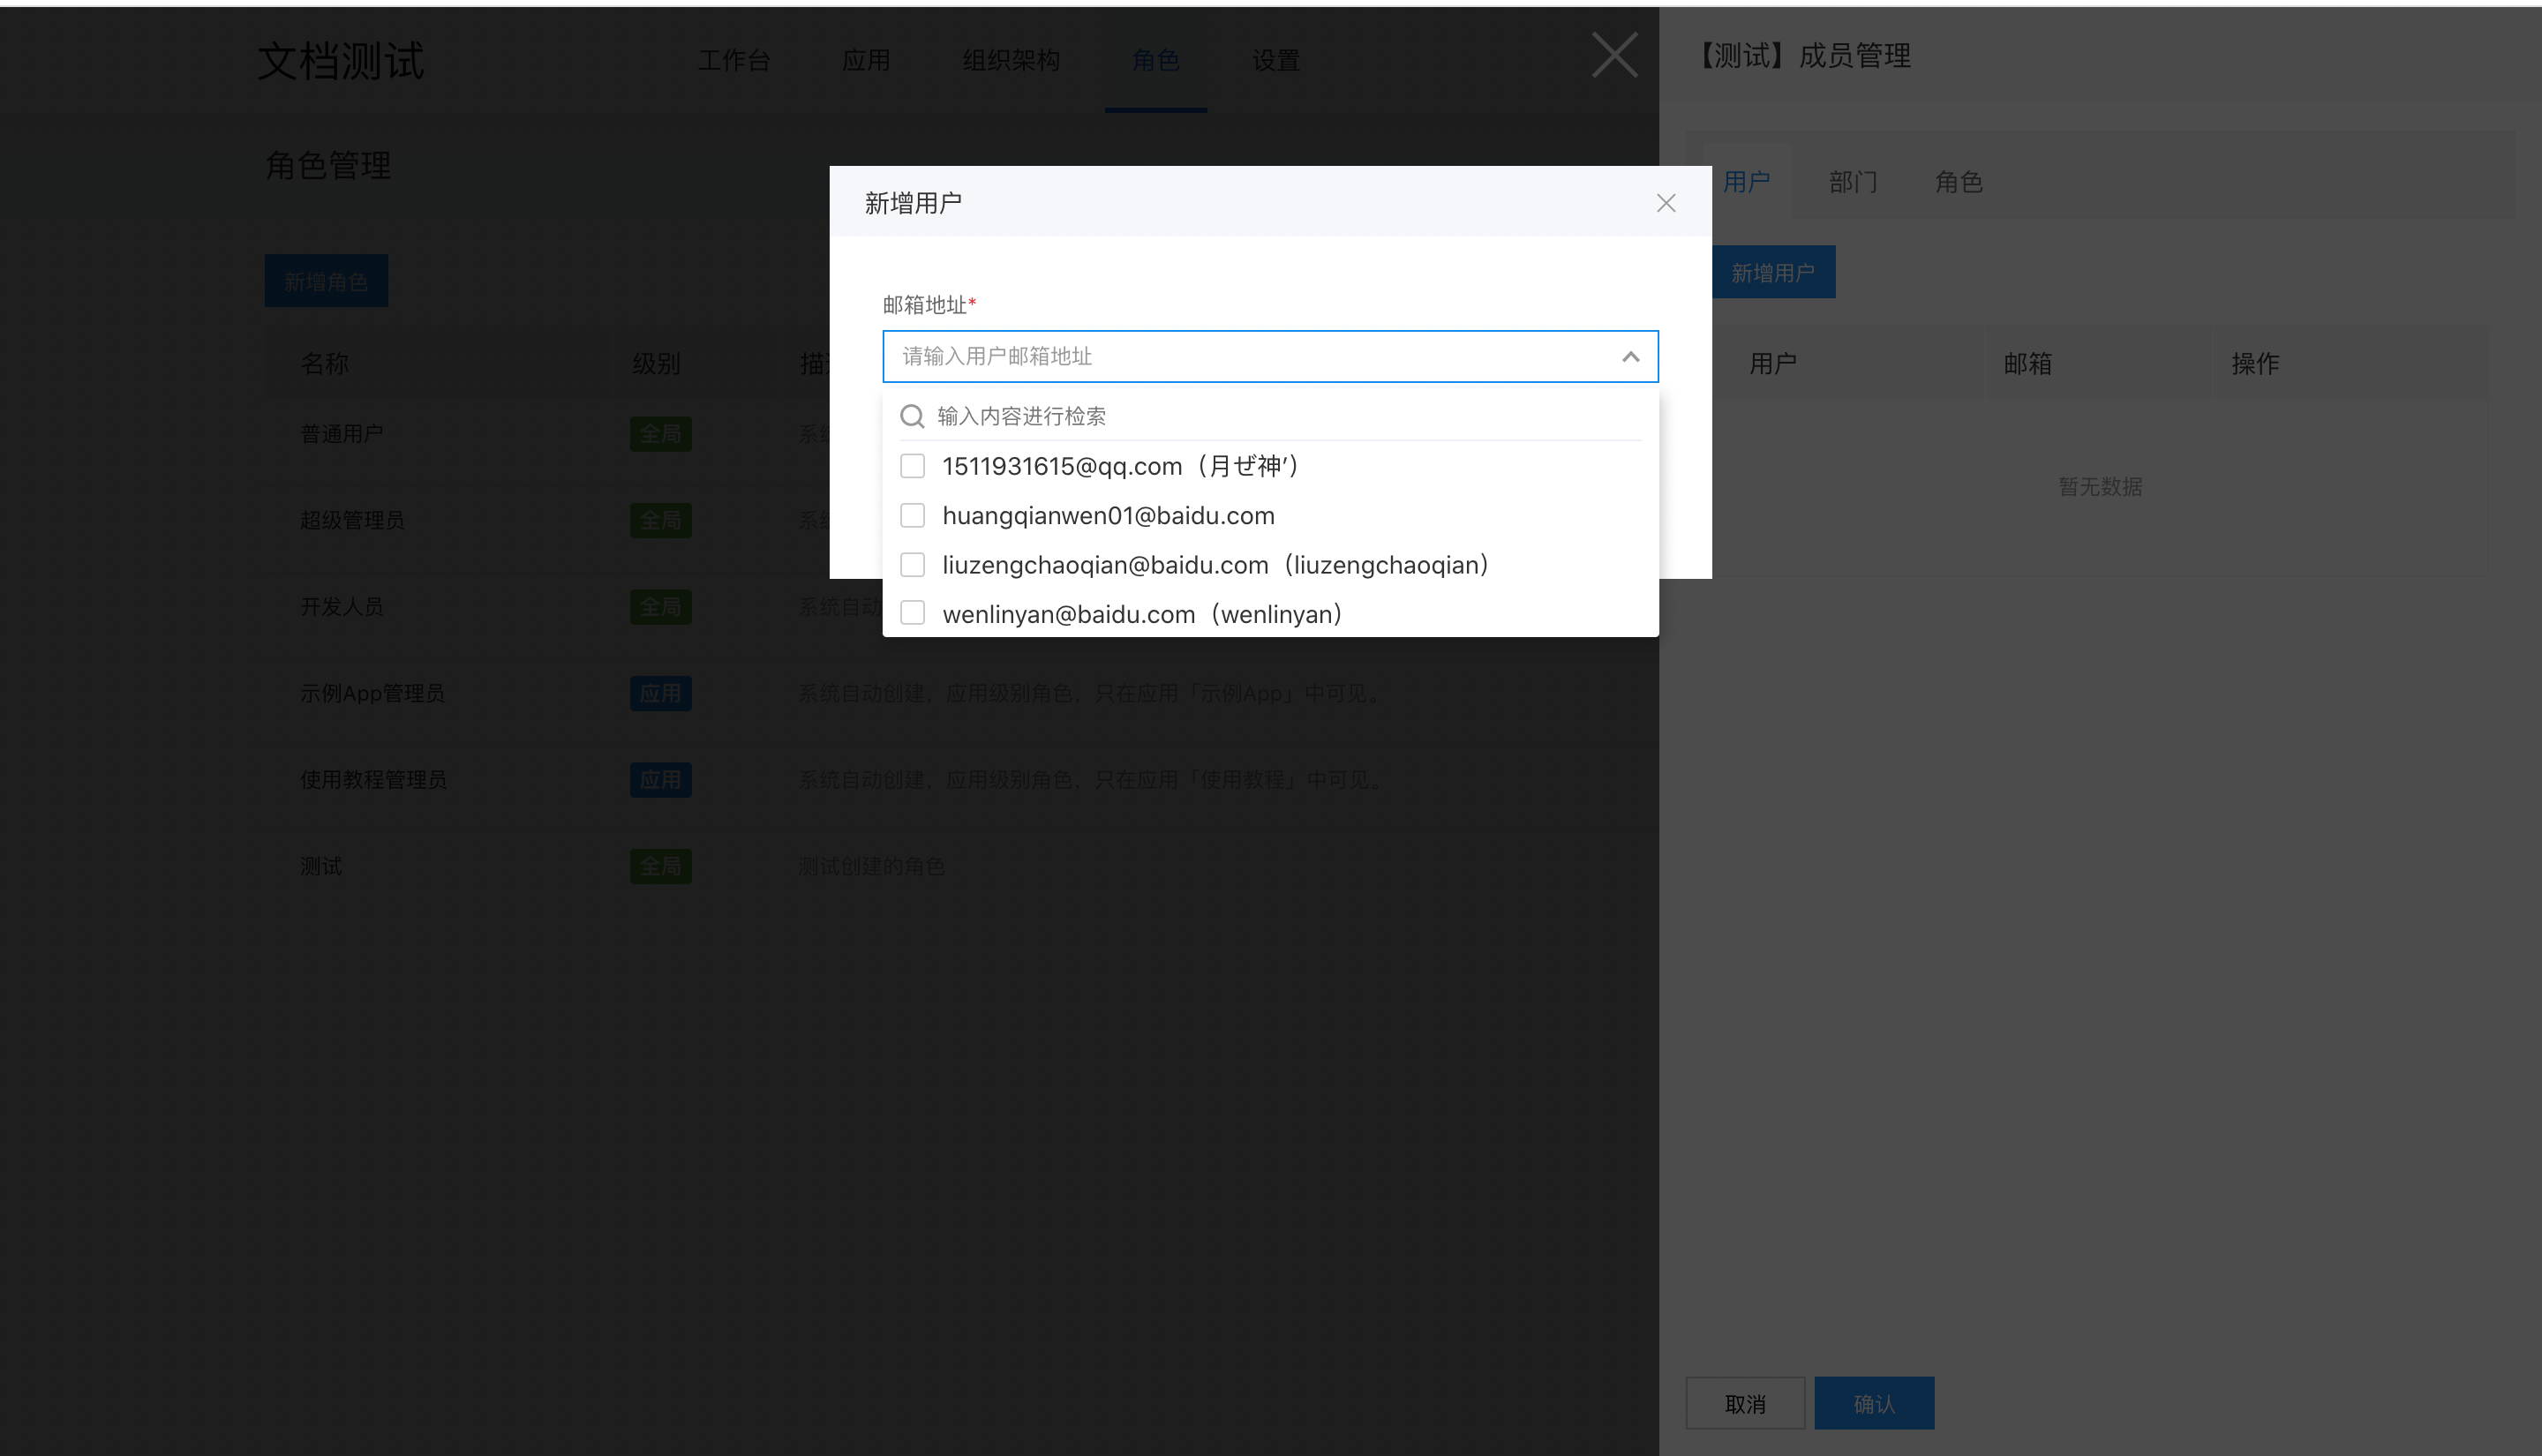 文档测试
工作台 应用 组织架构 角色 设置
【测试】成员管理
角色管理
用户 部门 角色
新增用户
新增角色
新增用户
邮箱地址*
请输入用户邮箱地址
输入内容进行检索
1511931615@qq.com（月ぜ神′）
huangqianwen01@baidu.com
liuzengchaoqian@baidu.com（liuzengchaoqian）
wenlinyan@baidu.com（wenlinyan）
名称 级别
用户 邮箱 操作
暂无数据
普通用户 全局
超级管理员 全局
开发人员 全局 系统自动
示例App管理员 应用 系统自动创建，应用级别角色，只在应用「示例App」中可见。
使用教程管理员 应用 系统自动创建，应用级别角色，只在应用「使用教程」中可见。
测试 全局 测试创建的角色
取消 确认